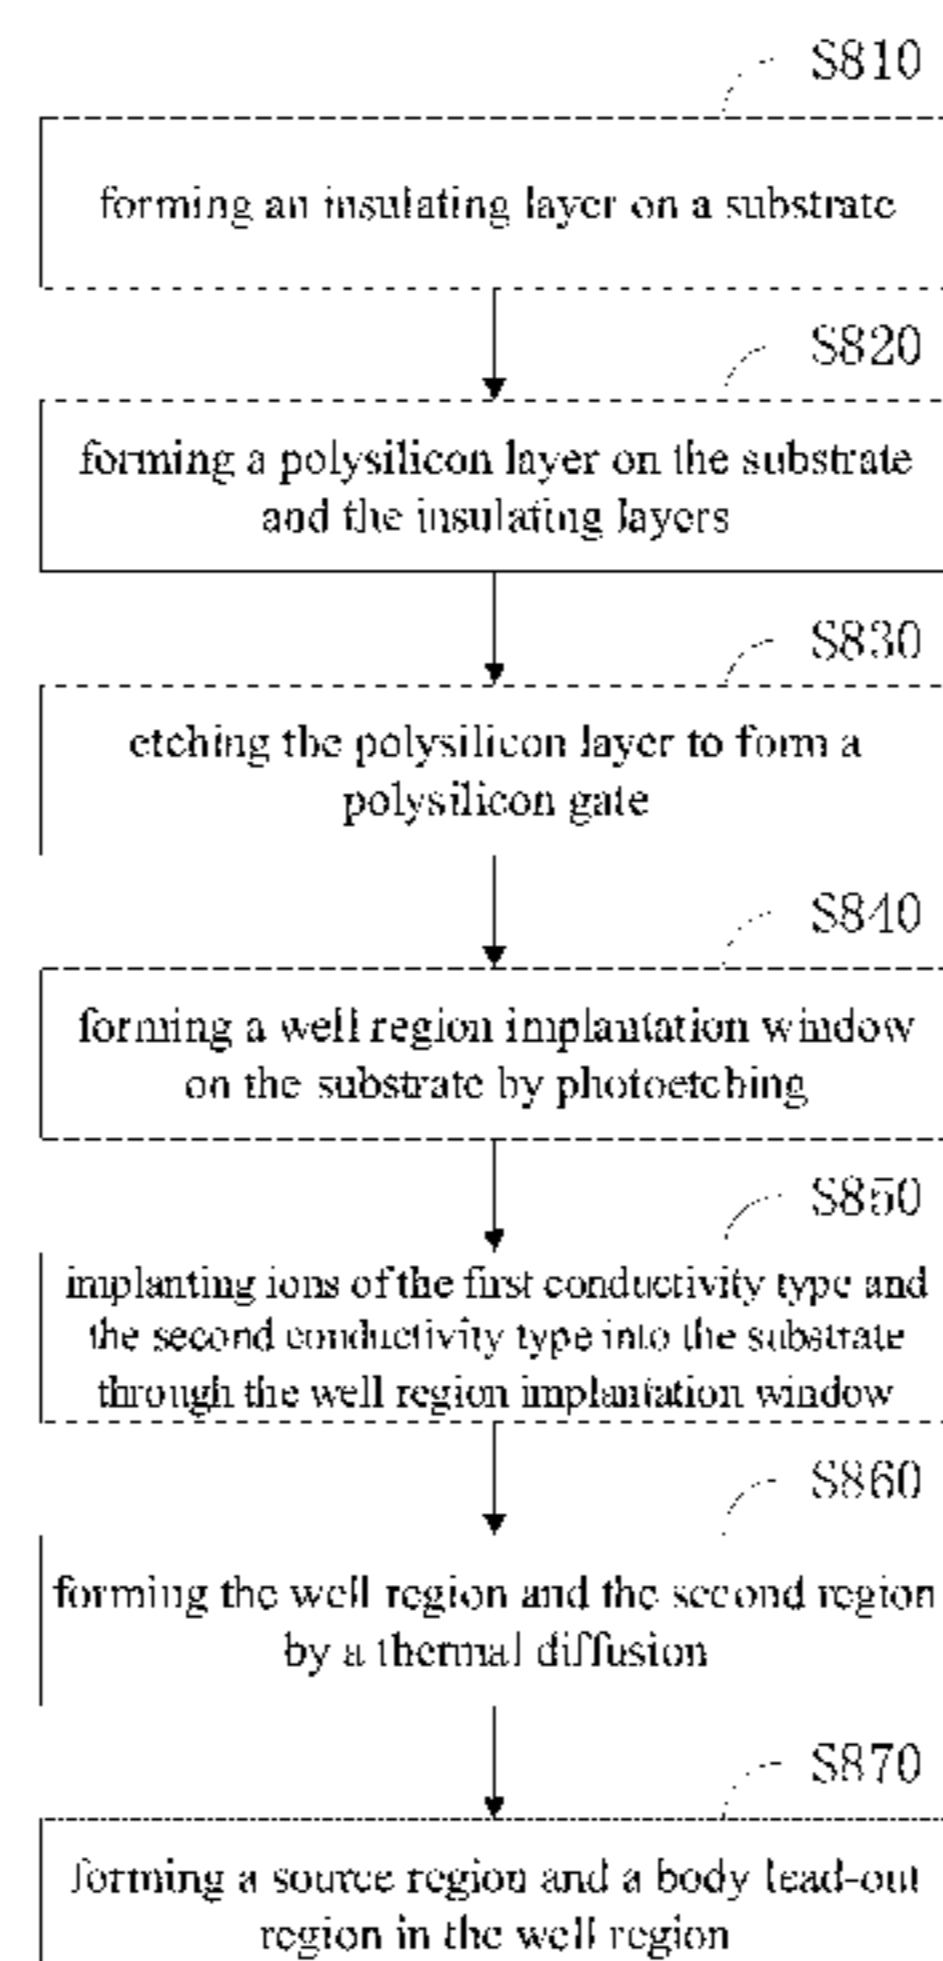 S810
forming an insulating layer on a substrate
S820
forming a polysilicon layer on the substrate
and the insulating layers
S830
etching the polysilicon layer to form a
polysilicon gate
S840
forming a well region implantation window
on the substrate by photoetching
S850
implanting ions of the first conductivity type and
the second conductivity type into the substrate
through the well region implantation window
S860
forming the well region and the second region
by a thermal diffusion
S870
forming a source region and a body lead-out
region in the well region